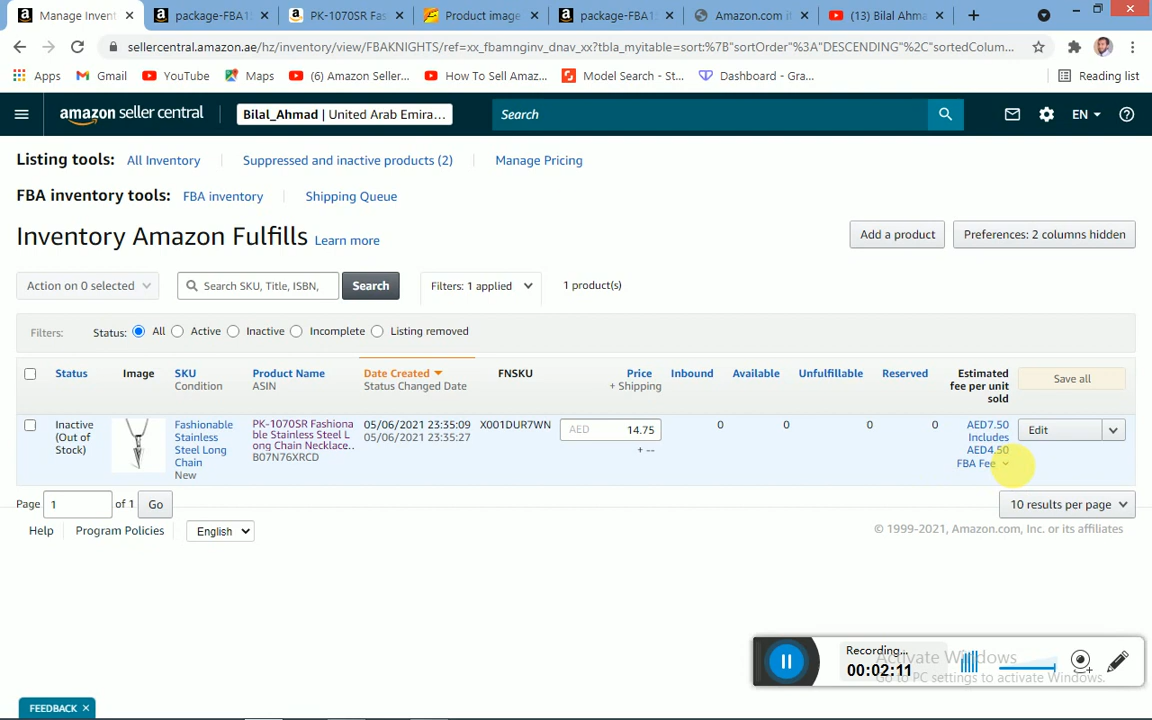 Manage Invent
package-FBA1
PK-1070SR Fas
Product image
package-FBA1
Amazon.com it
(13) Bilal Ahma
sellercentral.amazon.ae/hz/inventory/view/FBAKNIGHTS/ref=xx_fbamnginv_dnav_xx?tbla_myitable=sort:%7B"sortOrder"%3A"DESCENDING"%2C"sortedColum...
Apps
Gmail
YouTube
Maps
(6) Amazon Seller...
How To Sell Amaz...
Model Search - St...
Dashboard - Gra...
Reading list
amazon seller central
Bilal_Ahmad | United Arab Emira...
Search
EN
Listing tools: All Inventory Suppressed and inactive products (2) Manage Pricing
FBA inventory tools: FBA inventory Shipping Queue
Inventory Amazon Fulfills Learn more
Add a product
Preferences: 2 columns hidden
Action on 0 selected
Search SKU, Title, ISBN,
Search
Filters: 1 applied
1 product(s)
Filters: Status: All Active Inactive Incomplete Listing removed
Status
Image
SKU
Condition
Product Name
ASIN
Date Created
Status Changed Date
FNSKU
Price
+ Shipping
Inbound
Available
Unfulfillable
Reserved
Estimated
fee per unit
sold
Save all
Inactive
(Out of
Stock)
Fashionable
Stainless
Steel Long
Chain
New
PK-1070SR Fashiona
ble Stainless Steel L
ong Chain Necklace..
B07N76XRCD
05/06/2021 23:35:09
05/06/2021 23:35:27
X001DUR7WN
AED 14.75
+ --
0
0
0
0
AED7.50
Includes
AED4.50
FBA Fee
Edit
Page 1 of 1 Go
10 results per page
Help Program Policies English
© 1999-2021, Amazon.com, Inc. or its affiliates
Recording...
00:02:11
Activate Windows
Go to PC settings to activate Windows.
FEEDBACK